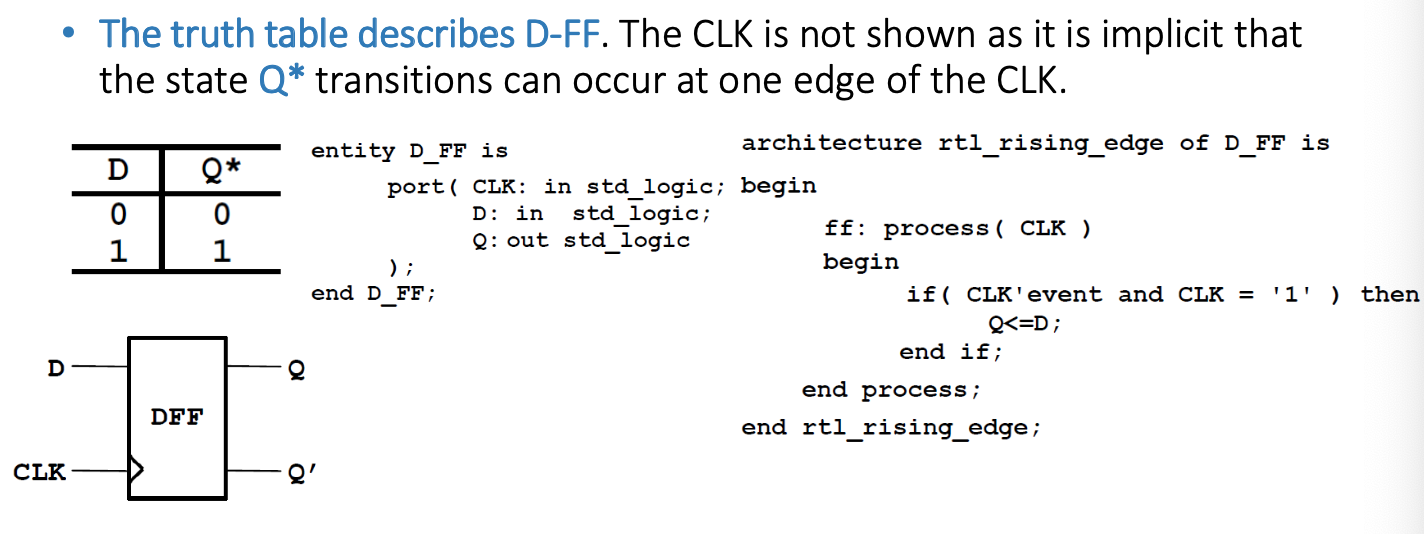 • The truth table describes D-FF. The CLK is not shown as it is implicit that
the state Q* transitions can occur at one edge of the CLK.
D Q*
0 0
1 1
entity D_FF is
port( CLK: in std_logic;
D: in std_logic;
Q: out std_logic
);
end D_FF;
architecture rtl_rising_edge of D_FF is
begin
ff: process( CLK )
begin
if( CLK'event and CLK = '1' ) then
Q<=D;
end if;
end process;
end rtl_rising_edge;
D Q
DFF
CLK Q'